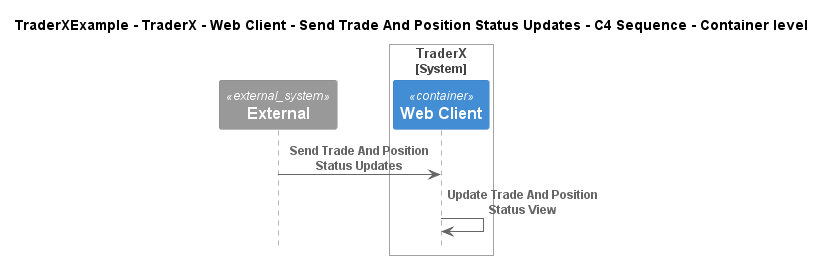 TraderXExample - TraderX - Web Client - Send Trade And Position Status Updates - C4 Sequence - Container level
TraderX
[System]
«external_system»
External
«container»
Web Client
Send Trade And Position
Status Updates
Update Trade And Position
Status View